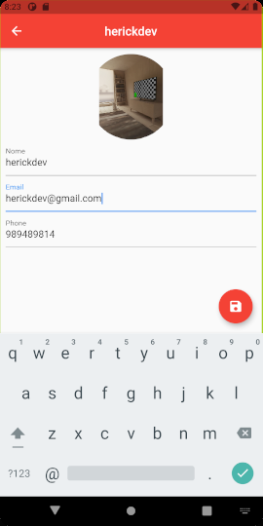 8:23
herickdev
Nome
herickdev
Email
herickdev@gmail.com
Phone
989489814
1 2 3 4 5 6 7 8 9 0
q w e r t y u i o p
a s d f g h j k l
z x c v b n m
?123 @ .